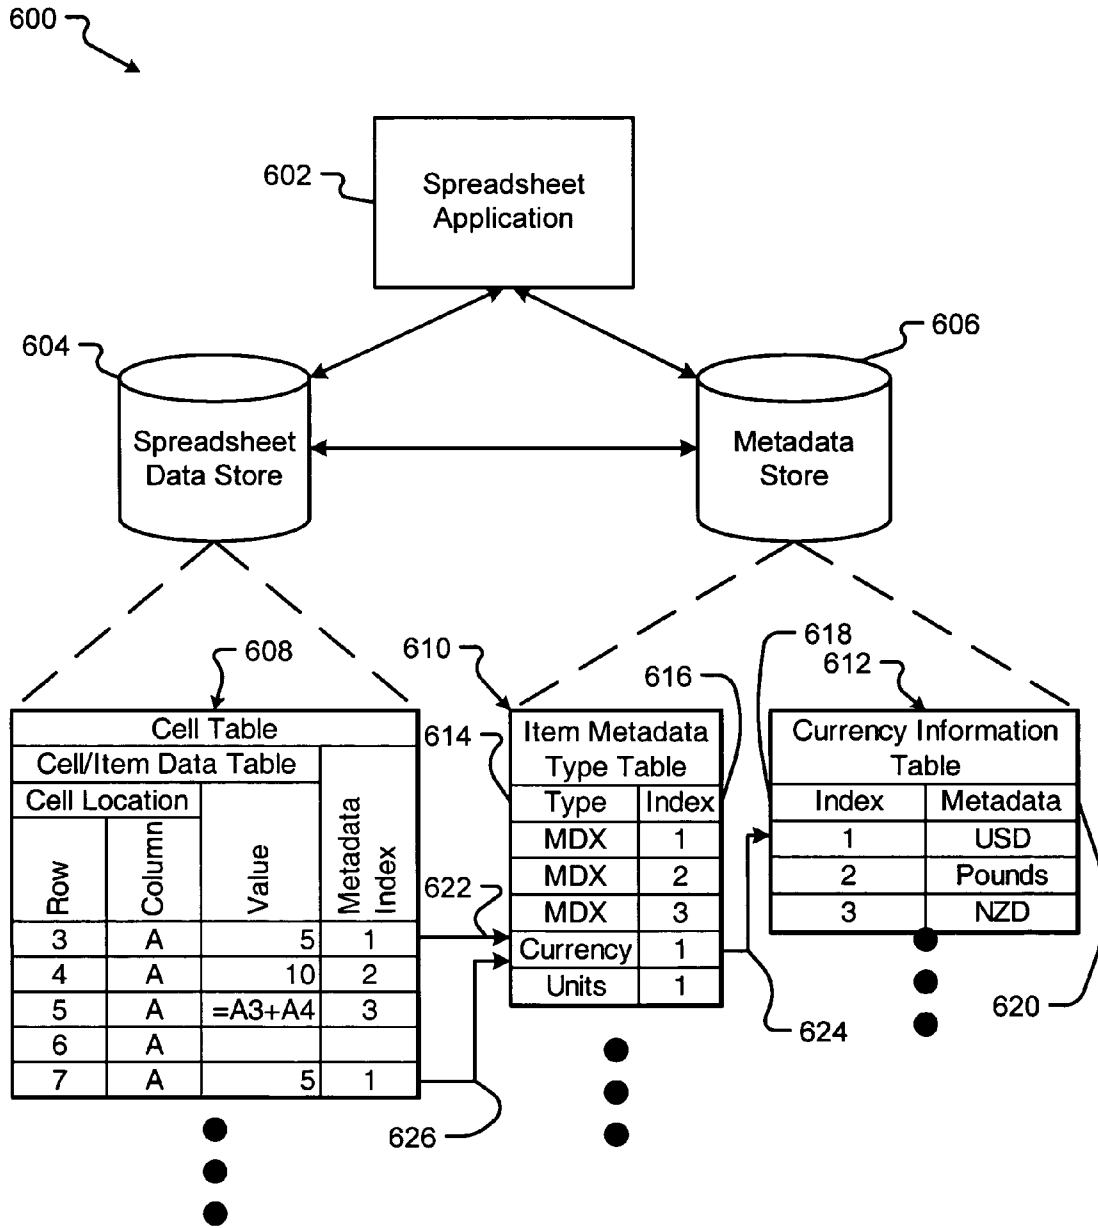 600
602
Spreadsheet
Application
604
606
Spreadsheet
Data Store
Metadata
Store
608
610
618
612
616
614
Cell Table
Cell/Item Data Table
Cell Location
Row
Column
Value
Metadata
Index
3 A 5 1
4 A 10 2
5 A =A3+A4 3
6 A
7 A 5 1
622
626
Item Metadata
Type Table
Type Index
MDX 1
MDX 2
MDX 3
Currency 1
Units 1
624
Currency Information
Table
Index Metadata
1 USD
2 Pounds
3 NZD
620